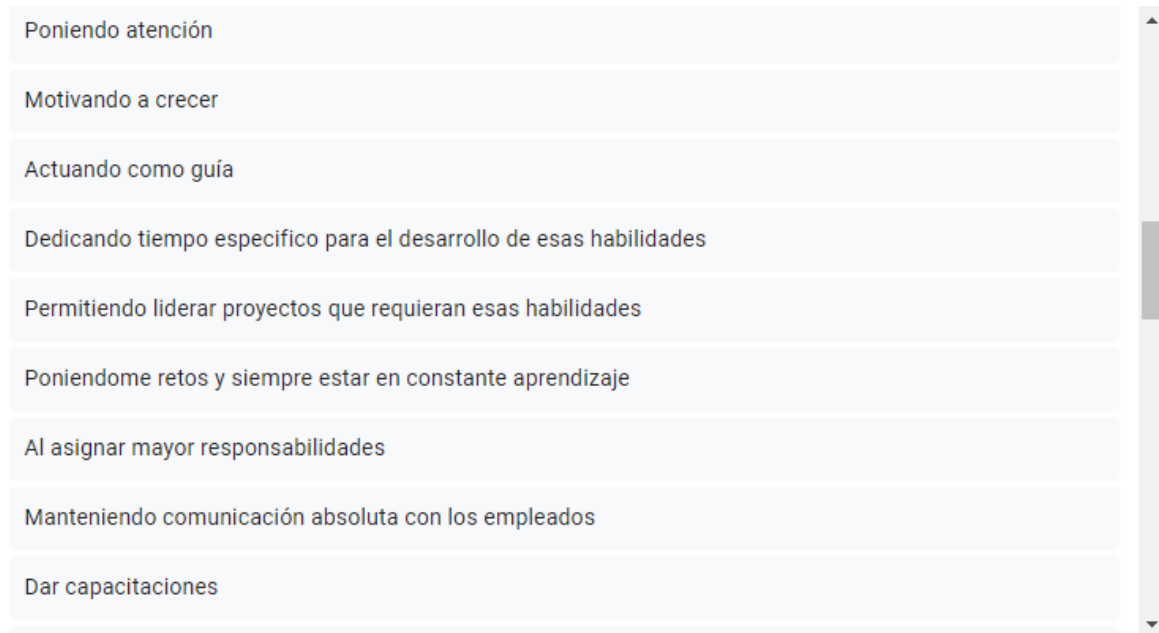 Poniendo atención
Motivando a crecer
Actuando como guía
Dedicando tiempo especifico para el desarrollo de esas habilidades
Permitiendo liderar proyectos que requieran esas habilidades
Poniendome retos y siempre estar en constante aprendizaje
Al asignar mayor responsabilidades
Manteniendo comunicación absoluta con los empleados
Dar capacitaciones